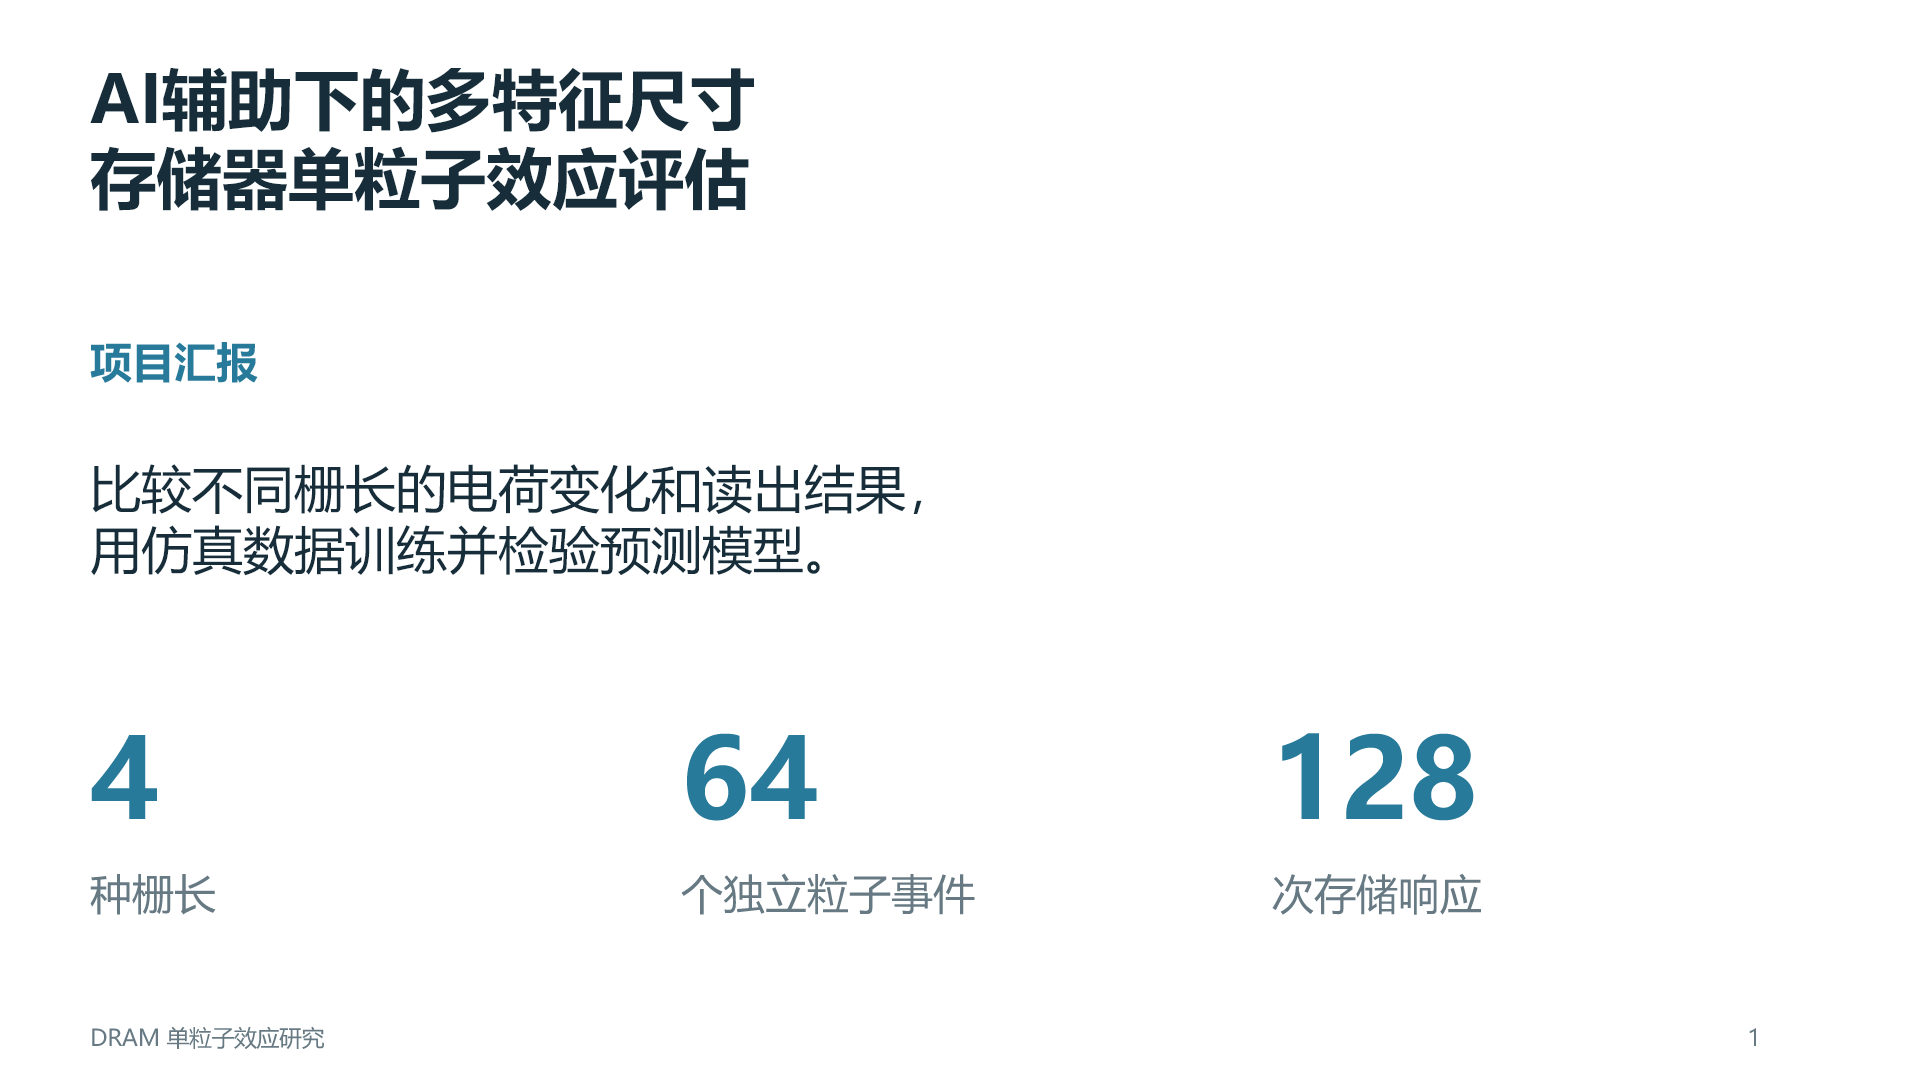 AI辅助下的多特征尺寸
存储器单粒子效应评估
项目汇报
比较不同栅长的电荷变化和读出结果，
用仿真数据训练并检验预测模型。
4
种栅长
64
个独立粒子事件
128
次存储响应
DRAM 单粒子效应研究
1